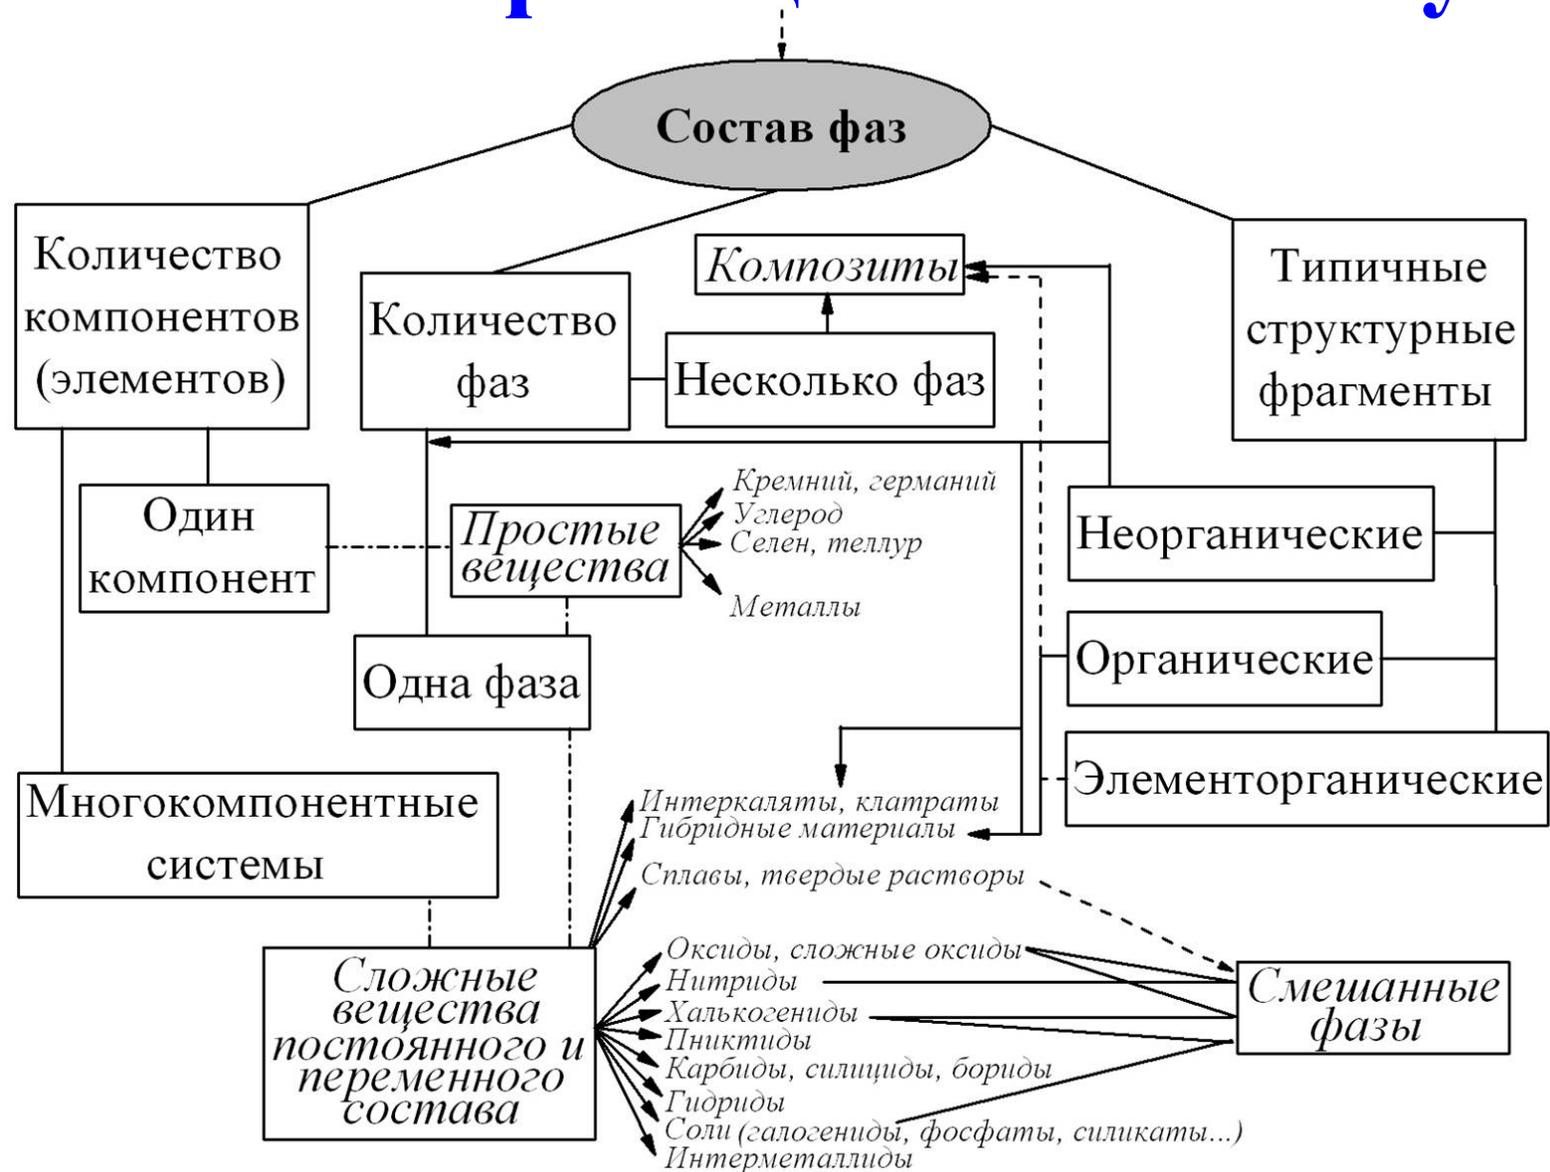 Состав фаз
Количество
компонентов
(элементов)
Количество
фаз
Композиты
Несколько фаз
Типичные
структурные
фрагменты
Один
компонент
Простые
вещества
Кремний, германий
Углерод
Селен, теллур
Металлы
Неорганические
Органические
Элементорганические
Одна фаза
Многокомпонентные
системы
Интеркаляты, клатраты
Гибридные материалы
Сплавы, твердые растворы
Сложные
вещества
постоянного и
переменного
состава
Оксиды, сложные оксиды
Нитриды
Халькогениды
Пниктиды
Карбиды, силициды, бориды
Гидриды
Соли (галогениды, фосфаты, силикаты...)
Интерметаллиды
Смешанные
фазы